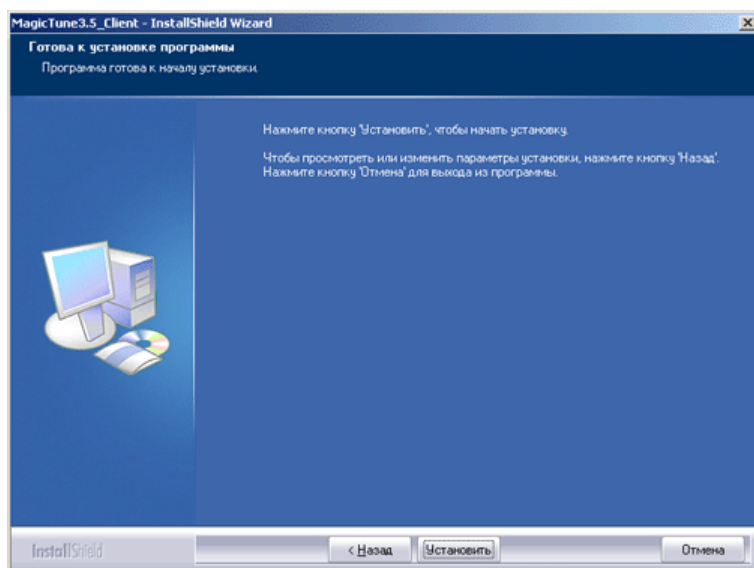 MagicTune3.5_Client - InstallShield Wizard
Готова к установке программы
Программа готова к началу установки.
Нажмите кнопку 'Установить', чтобы начать установку.
Чтобы просмотреть или изменить параметры установки, нажмите кнопку 'Назад'.
Нажмите кнопку 'Отмена' для выхода из программы.
InstallShield
< Назад
Установить
Отмена